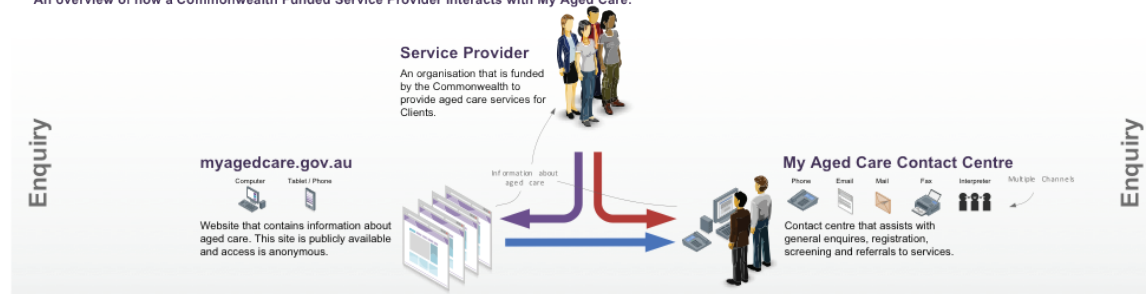 An overview of how a Commonwealth Funded Service Provider interacts with My Aged Care.
Service Provider
An organisation that is funded
by the Commonwealth to
provide aged care services for
Clients.
Enquiry
myagedcare.gov.au
Computer
Tablet / Phone
Website that contains information about
aged care. This site is publicly available
and access is anonymous.
Information about
aged care
My Aged Care Contact Centre
Phone
Email
Mail
Fax
Interpreter
Multiple Channels
Contact centre that assists with
general enquires, registration,
screening and referrals to services.
Enquiry